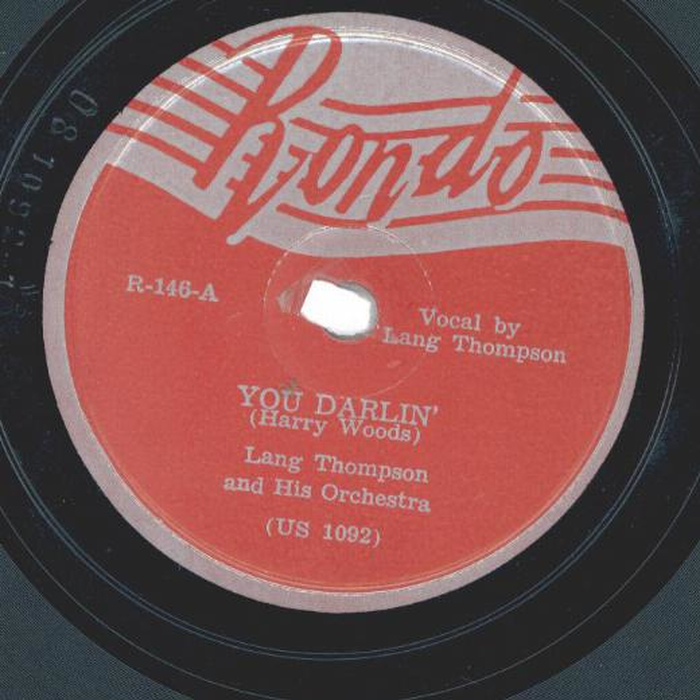 Rondo
R-146-A
Vocal by
Lang Thompson
YOU DARLIN'
(Harry Woods)
Lang Thompson
and His Orchestra
(US 1092)